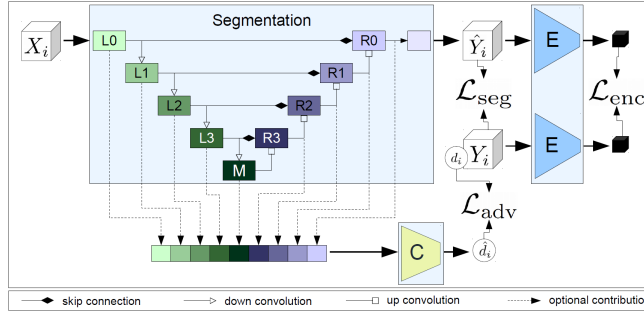 Segmentation
X_i
L0
R0
Ŷ_i
E
L1
R1
L2
R2
ℒ_seg
ℒ_enc
L3
R3
M
d_i
Y_i
E
ℒ_adv
C
d̂_i
skip connection
down convolution
up convolution
optional contribution